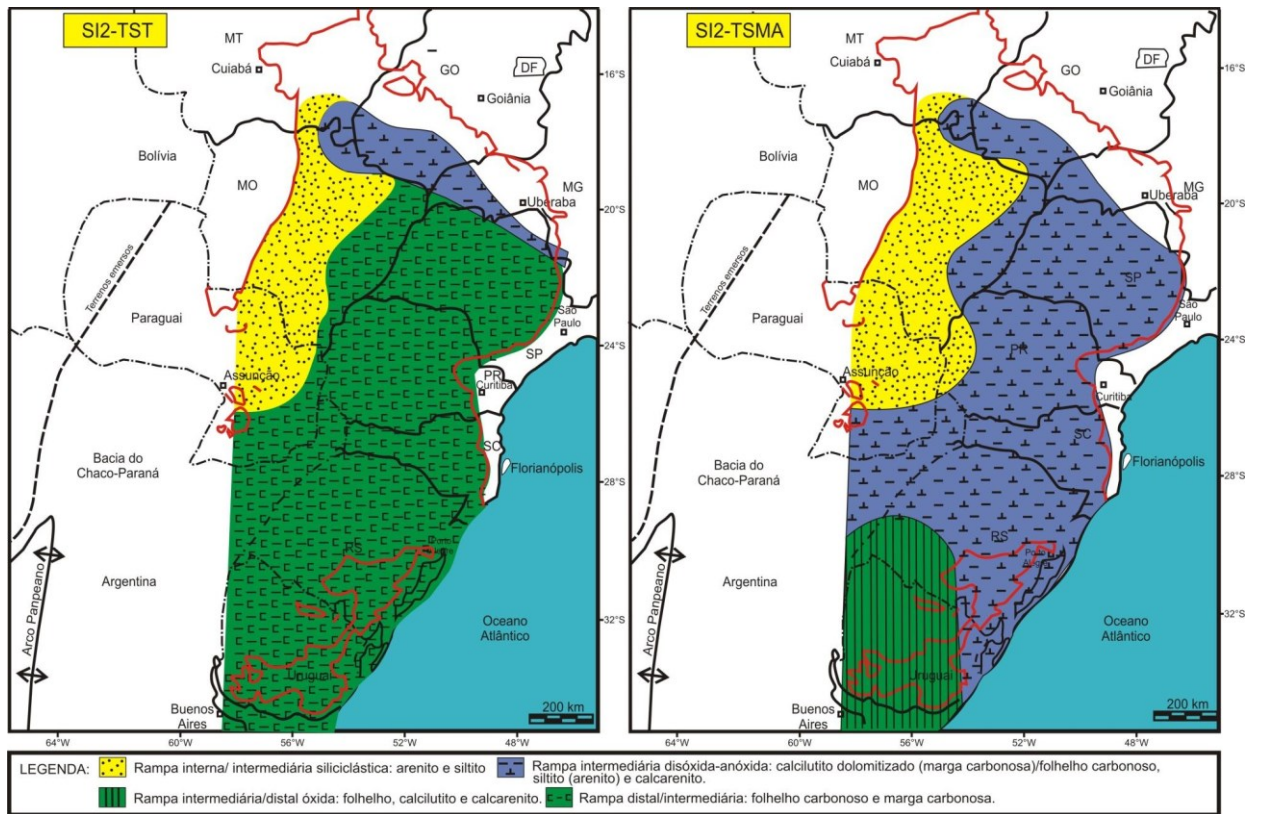 SI2-TST
MT
Cuiabá
GO
DF
Goiânia
16°S
Bolívia
MO
MG
Uberaba
20°S
Terrenos emersos
Paraguai
São
Paulo
SP
24°S
Assunção
PR
Curitiba
SC
Bacia do
Chaco-Paraná
Florianópolis
28°S
RS
Porto
Alegre
Argentina
Arco Panpeano
Oceano
Atlântico
32°S
Uruguai
Buenos
Aires
200 km
64°W 60°W 56°W 52°W 48°W
SI2-TSMA
MT
Cuiabá
GO
DF
Goiânia
16°S
Bolívia
MO
MG
Uberaba
20°S
Terrenos emersos
SP
Paraguai
São
Paulo
PR
24°S
Assunção
Curitiba
SC
Bacia do
Chaco-Paraná
Florianópolis
28°S
RS
Porto
Alegre
Argentina
Arco Panpeano
Oceano
Atlântico
32°S
Uruguai
Buenos
Aires
200 km
64°W 60°W 56°W 52°W 48°W
LEGENDA:
Rampa interna/ intermediária siliciclástica: arenito e siltito
Rampa intermediária disóxida-anóxida: calcilutito dolomitizado (marga carbonosa)/folhelho carbonoso,
siltito (arenito) e calcarenito.
Rampa intermediária/distal óxida: folhelho, calcilutito e calcarenito.
Rampa distal/intermediária: folhelho carbonoso e marga carbonosa.